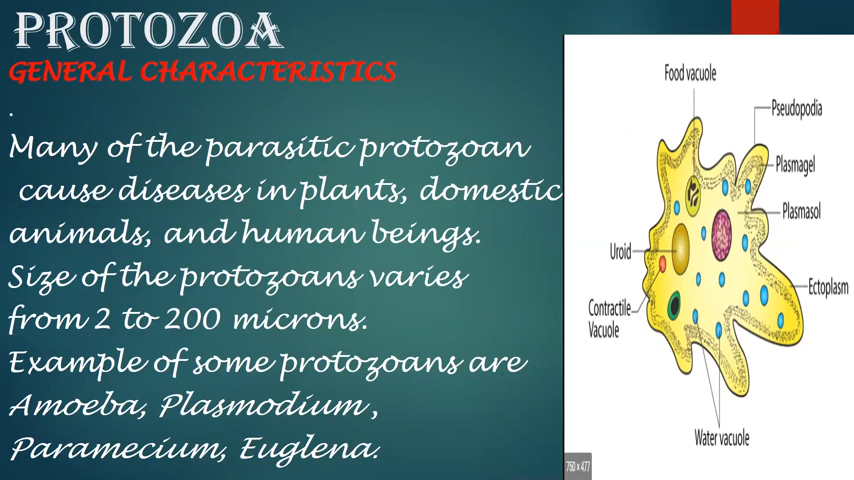 PROTOZOA
GENERAL CHARACTERISTICS
.
Many of the parasitic protozoan
cause diseases in plants, domestic
animals, and human beings.
Size of the protozoans varies
from 2 to 200 microns.
Example of some protozoans are
Amoeba, Plasmodium ,
Paramecium, Euglena.
Food vacuole
Pseudopodia
Plasmagel
Plasmasol
Uroid
Ectoplasm
Contractile
Vacuole
Water vacuole
750 x 477